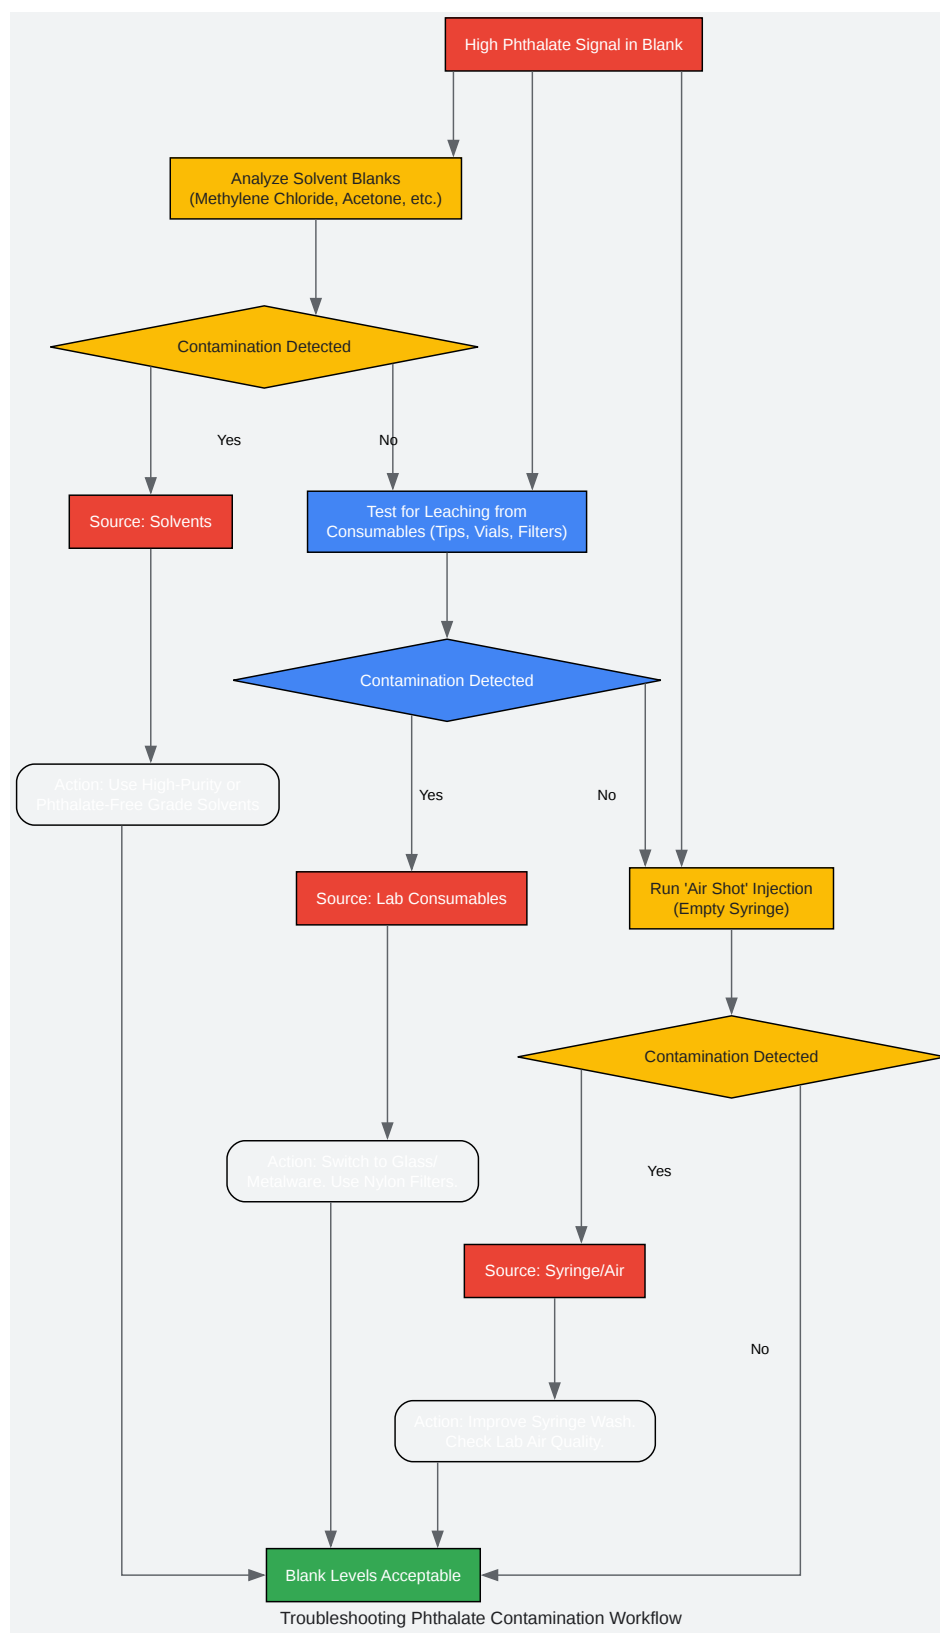 High Phthalate Signal in Blank
Analyze Solvent Blanks
(Methylene Chloride, Acetone, etc.)
Contamination Detected
Yes
No
Source: Solvents
Test for Leaching from
Consumables (Tips, Vials, Filters)
Contamination Detected
Action: Use High-Purity or
Phthalate-Free Grade Solvents
Yes
No
Source: Lab Consumables
Run 'Air Shot' Injection
(Empty Syringe)
Contamination Detected
Action: Switch to Glass/
Metalware. Use Nylon Filters.
Yes
Source: Syringe/Air
No
Action: Improve Syringe Wash.
Check Lab Air Quality.
Blank Levels Acceptable
Troubleshooting Phthalate Contamination Workflow